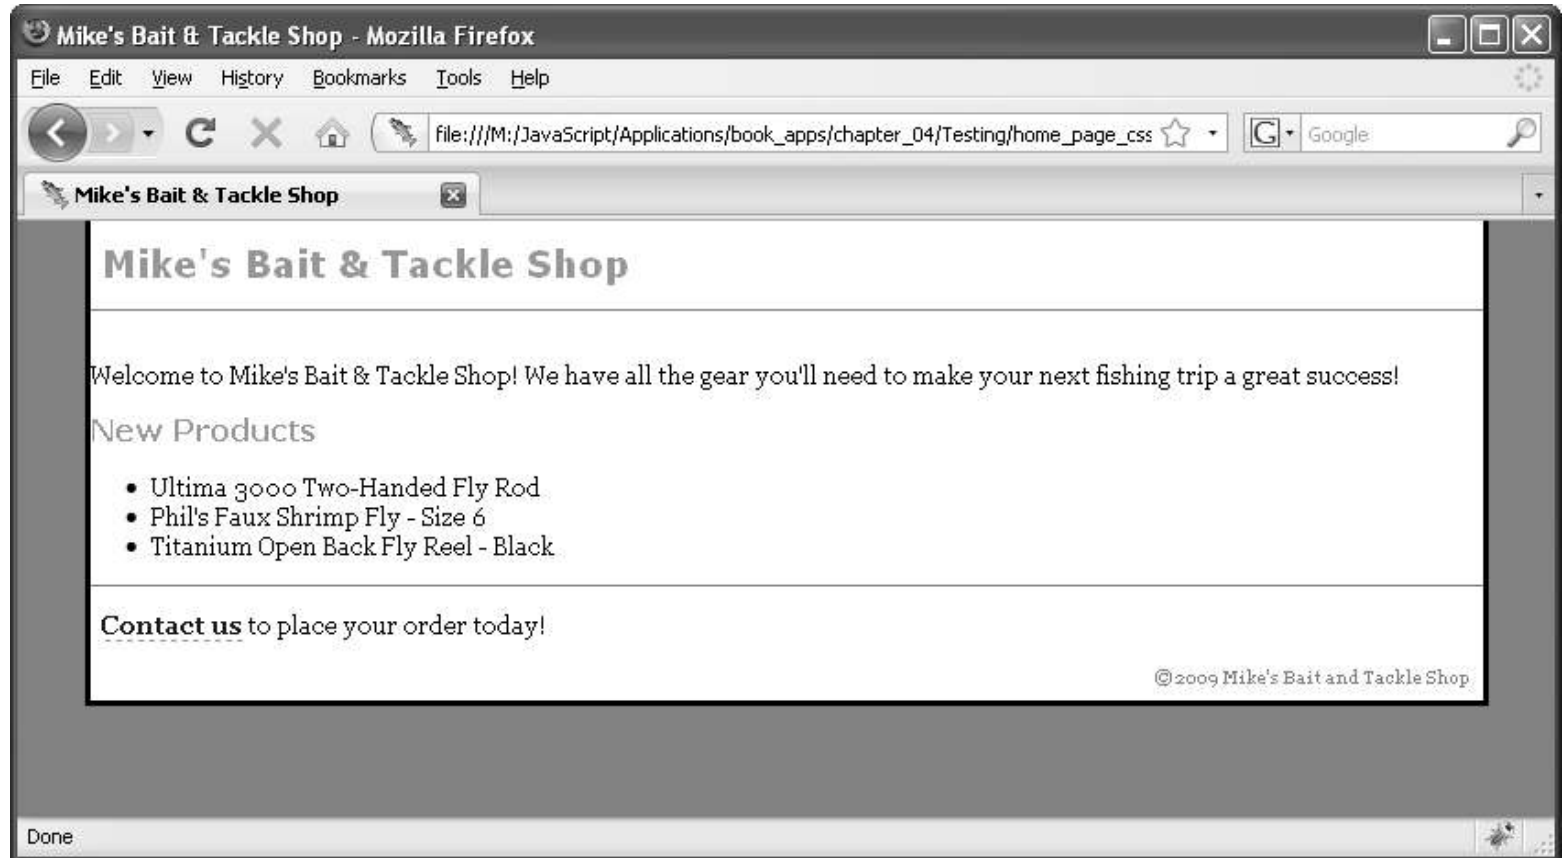 Mike's Bait & Tackle Shop - Mozilla Firefox
File Edit View History Bookmarks Tools Help
file:///M:/JavaScript/Applications/book_apps/chapter_04/Testing/home_page_css
G Google
Mike's Bait & Tackle Shop
Mike's Bait & Tackle Shop
Welcome to Mike's Bait & Tackle Shop! We have all the gear you'll need to make your next fishing trip a great success!
New Products
• Ultima 3000 Two-Handed Fly Rod
• Phil's Faux Shrimp Fly - Size 6
• Titanium Open Back Fly Reel - Black
Contact us to place your order today!
©2009 Mike's Bait and Tackle Shop
Done